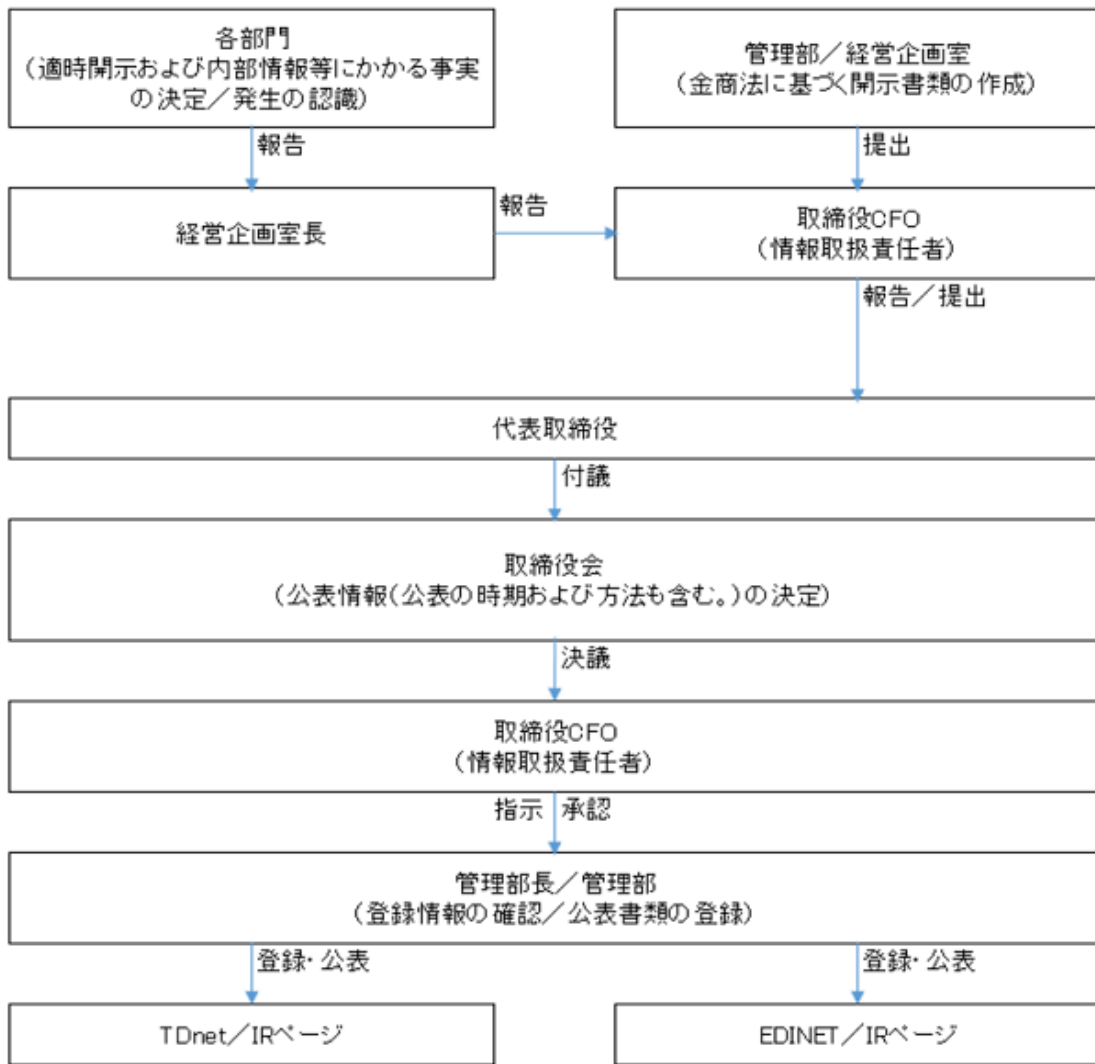 各部門
（適時開示および内部情報等にかかる事実
の決定／発生の認識）
管理部／経営企画室
（金商法に基づく開示書類の作成）
報告
提出
経営企画室長
報告
取締役CFO
（情報取扱責任者）
報告／提出
代表取締役
付議
取締役会
（公表情報（公表の時期および方法も含む。）の決定）
決議
取締役CFO
（情報取扱責任者）
指示 承認
管理部長／管理部
（登録情報の確認／公表書類の登録）
登録・公表
登録・公表
TDnet／IRページ
EDINET／IRページ